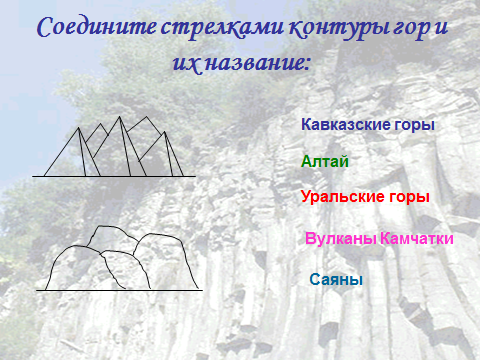 Соедините стрелками контуры гор и
их название:
Кавказские горы
Алтай
Уральские горы
Вулканы Камчатки
Саяны